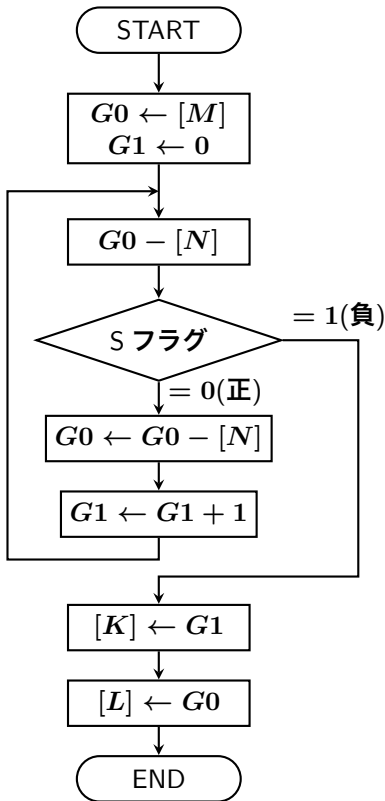 START
G0 ← [M]
G1 ← 0
G0 − [N]
S フラグ
= 1(負)
= 0(正)
G0 ← G0 − [N]
G1 ← G1 + 1
[K] ← G1
[L] ← G0
END